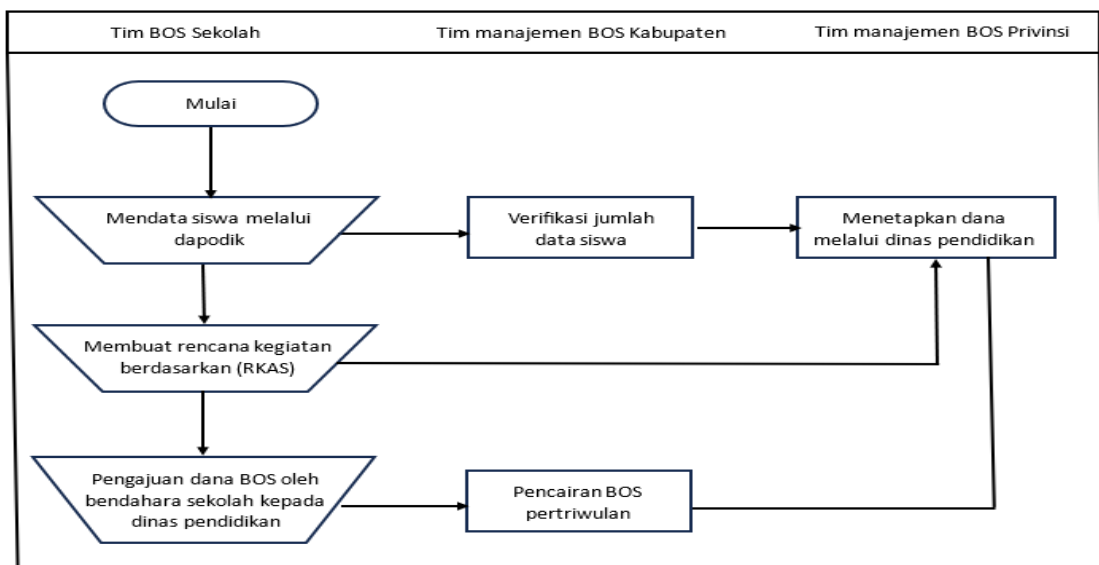 Tim BOS Sekolah
Tim manajemen BOS Kabupaten
Tim manajemen BOS Privinsi
Mulai
Mendata siswa melalui
dapodik
Verifikasi jumlah
data siswa
Menetapkan dana
melalui dinas pendidikan
Membuat rencana kegiatan
berdasarkan (RKAS)
Pengajuan dana BOS oleh
bendahara sekolah kepada
dinas pendidikan
Pencairan BOS
pertriwulan